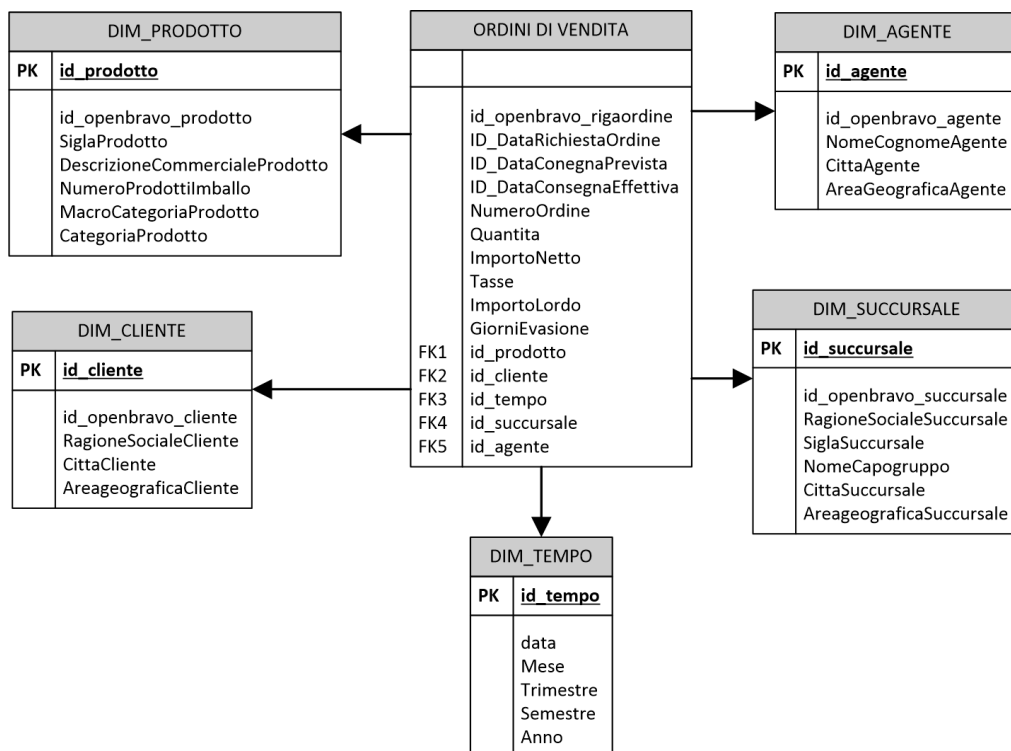 DIM_PRODOTTO
PK id_prodotto
id_openbravo_prodotto
SiglaProdotto
DescrizioneCommercialeProdotto
NumeroProdottiImballo
MacroCategoriaProdotto
CategoriaProdotto
ORDINI DI VENDITA
id_openbravo_rigaordine
ID_DataRichiestaOrdine
ID_DataConegnaPrevista
ID_DataConsegnaEffettiva
NumeroOrdine
Quantita
ImportoNetto
Tasse
ImportoLordo
GiorniEvasione
FK1 id_prodotto
FK2 id_cliente
FK3 id_tempo
FK4 id_succursale
FK5 id_agente
DIM_AGENTE
PK id_agente
id_openbravo_agente
NomeCognomeAgente
CittaAgente
AreaGeograficaAgente
DIM_CLIENTE
PK id_cliente
id_openbravo_cliente
RagioneSocialeCliente
CittaCliente
AreageograficaCliente
DIM_SUCCURSALE
PK id_succursale
id_openbravo_succursale
RagioneSocialeSuccursale
SiglaSuccursale
NomeCapogruppo
CittaSuccursale
AreageograficaSuccursale
DIM_TEMPO
PK id_tempo
data
Mese
Trimestre
Semestre
Anno